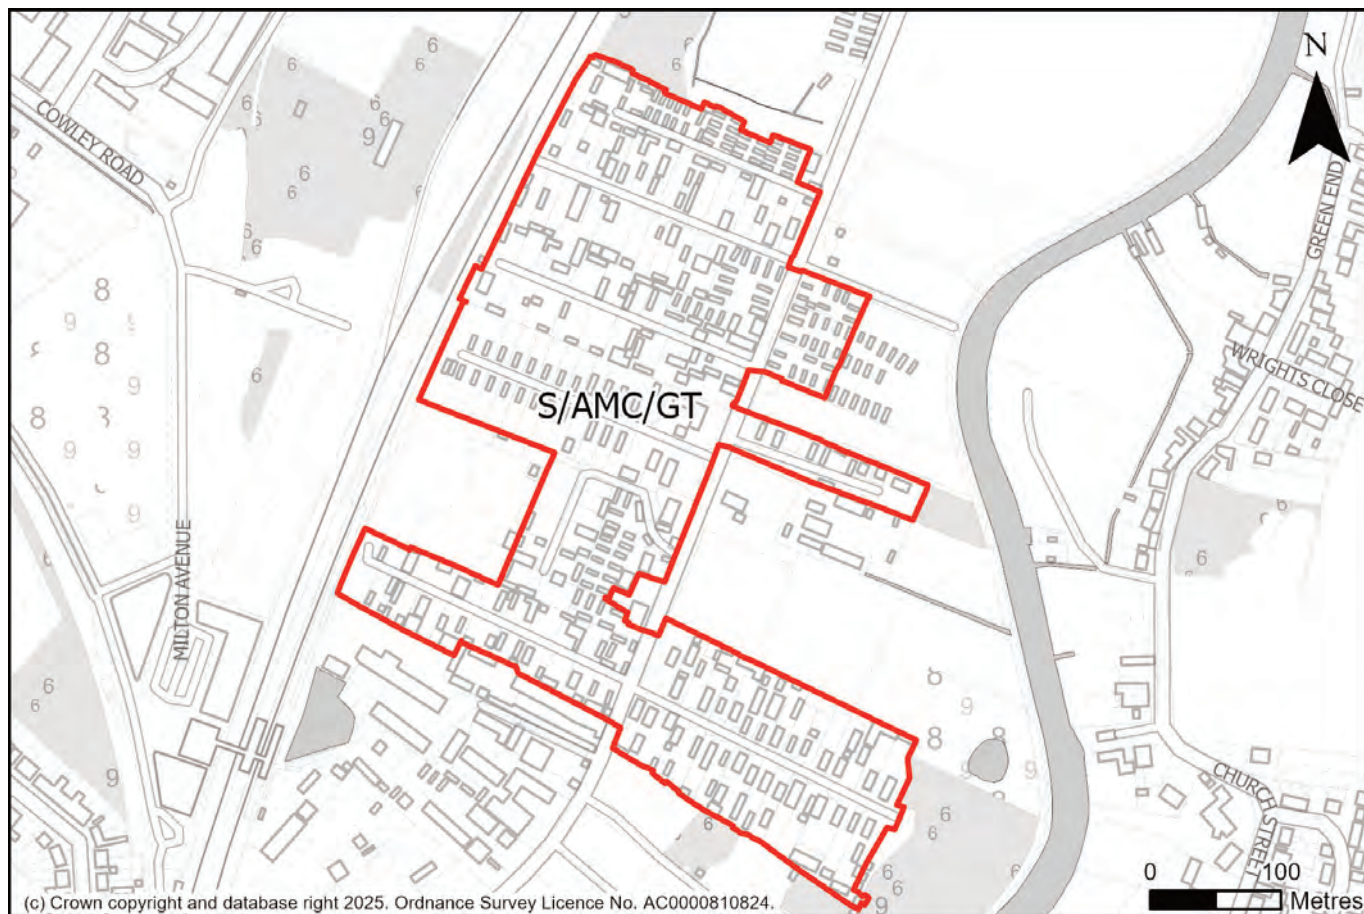 N
COWLEY ROAD
GREEN END
WRIGHTS CLOSE
S/AMC/GT
MILTON AVENUE
CHURCH STREET
0 100
Metres
(c) Crown copyright and database right 2025. Ordnance Survey Licence No. AC0000810824.